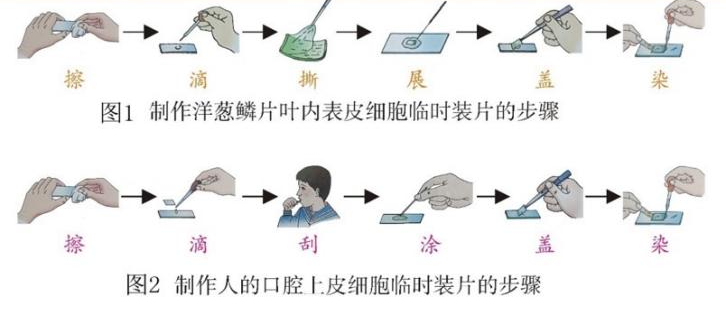 擦 滴 撕 展 盖 染
图1 制作洋葱鳞片叶内表皮细胞临时装片的步骤
擦 滴 刮 涂 盖 染
图2 制作人的口腔上皮细胞临时装片的步骤